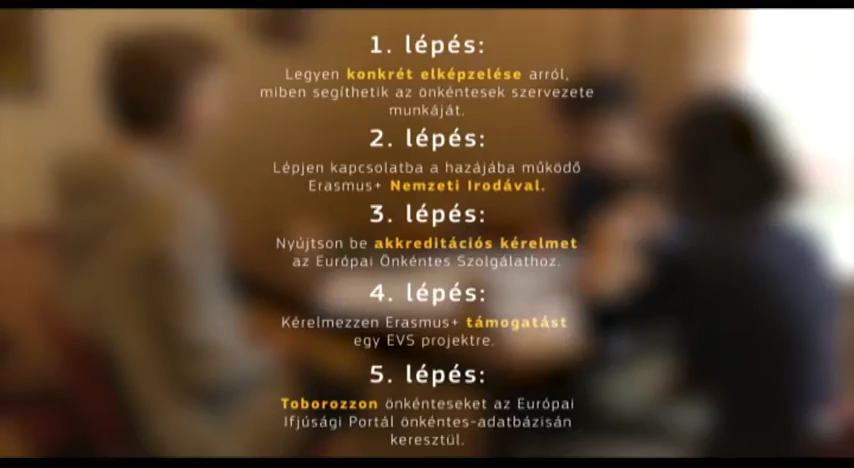 1. lépés:
Legyen konkrét elképzelése arról,
miben segíthetik az önkéntesek szervezete
munkáját.
2. lépés:
Lépjen kapcsolatba a hazájába működő
Erasmus+ Nemzeti Irodával.
3. lépés:
Nyújtson be akkreditációs kérelmet
az Európai Önkéntes Szolgálathoz.
4. lépés:
Kérelmezzen Erasmus+ támogatást
egy EVS projektre.
5. lépés:
Toborozzon önkénteseket az Európai
Ifjúsági Portál önkéntes-adatbázisán
keresztül.